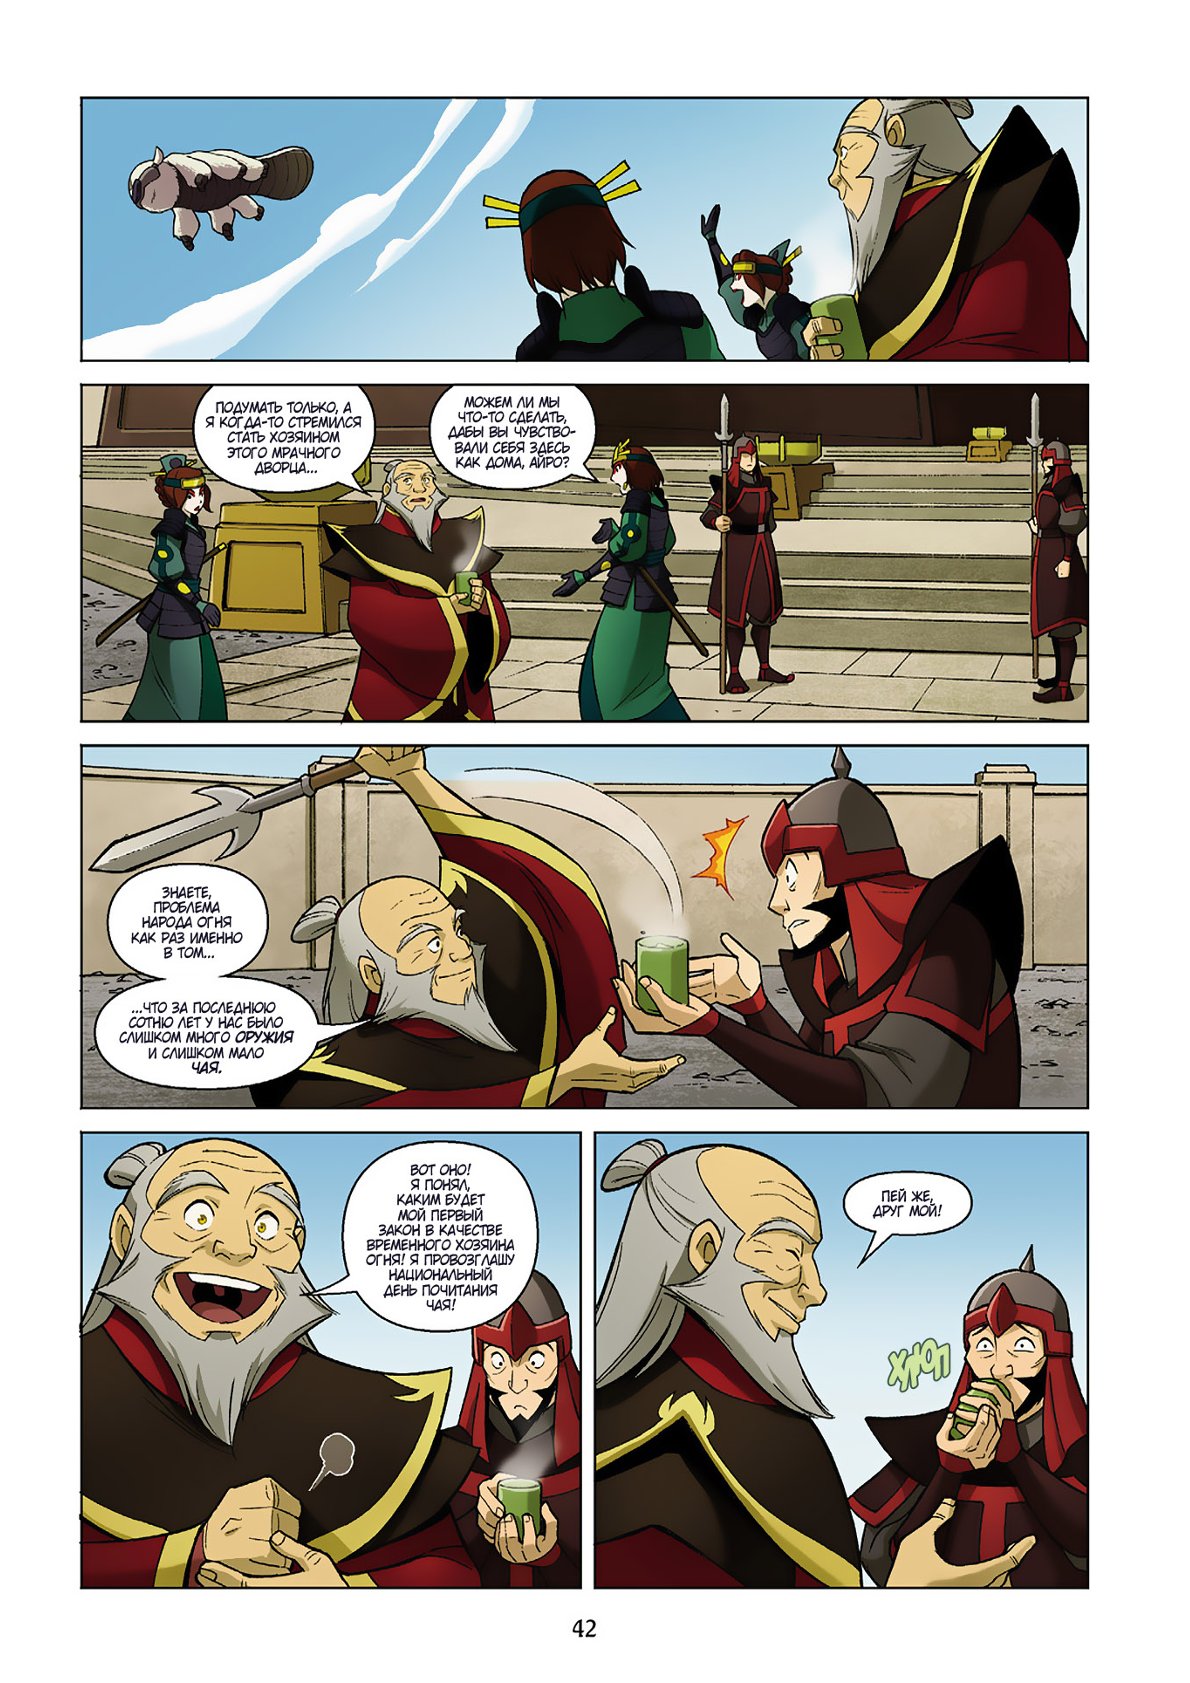 ПОДУМАТЬ ТОЛЬКО, А
Я КОГДА-ТО СТРЕМИЛСЯ
СТАТЬ ХОЗЯИНОМ
ЭТОГО МРАЧНОГО
ДВОРЦА...
МОЖЕМ ЛИ МЫ
ЧТО-ТО СДЕЛАТЬ,
ДАБЫ ВЫ ЧУВСТВО-
ВАЛИ СЕБЯ ЗДЕСЬ
КАК ДОМА, АЙРО?
ЗНАЕТЕ,
ПРОБЛЕМА
НАРОДА ОГНЯ
КАК РАЗ ИМЕННО
В ТОМ...
...ЧТО ЗА ПОСЛЕДНЮЮ
СОТНЮ ЛЕТ У НАС БЫЛО
СЛИШКОМ МНОГО ОРУЖИЯ
И СЛИШКОМ МАЛО
ЧАЯ.
ВОТ ОНО!
Я ПОНЯЛ,
КАКИМ БУДЕТ
МОЙ ПЕРВЫЙ
ЗАКОН В КАЧЕСТВЕ
ВРЕМЕННОГО ХОЗЯИНА
ОГНЯ! Я ПРОВОЗГЛАШУ
НАЦИОНАЛЬНЫЙ
ДЕНЬ ПОЧИТАНИЯ
ЧАЯ!
ПЕЙ ЖЕ,
ДРУГ МОЙ!
ХЛЮП
42